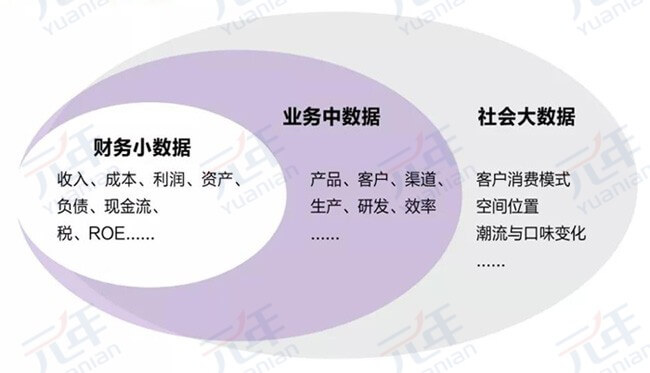 财务小数据
收入、成本、利润、资产、
负债、现金流、
税、ROE......
业务中数据
产品、客户、渠道、
生产、研发、效率
......
社会大数据
客户消费模式
空间位置
潮流与口味变化
......
元年
Yuanian